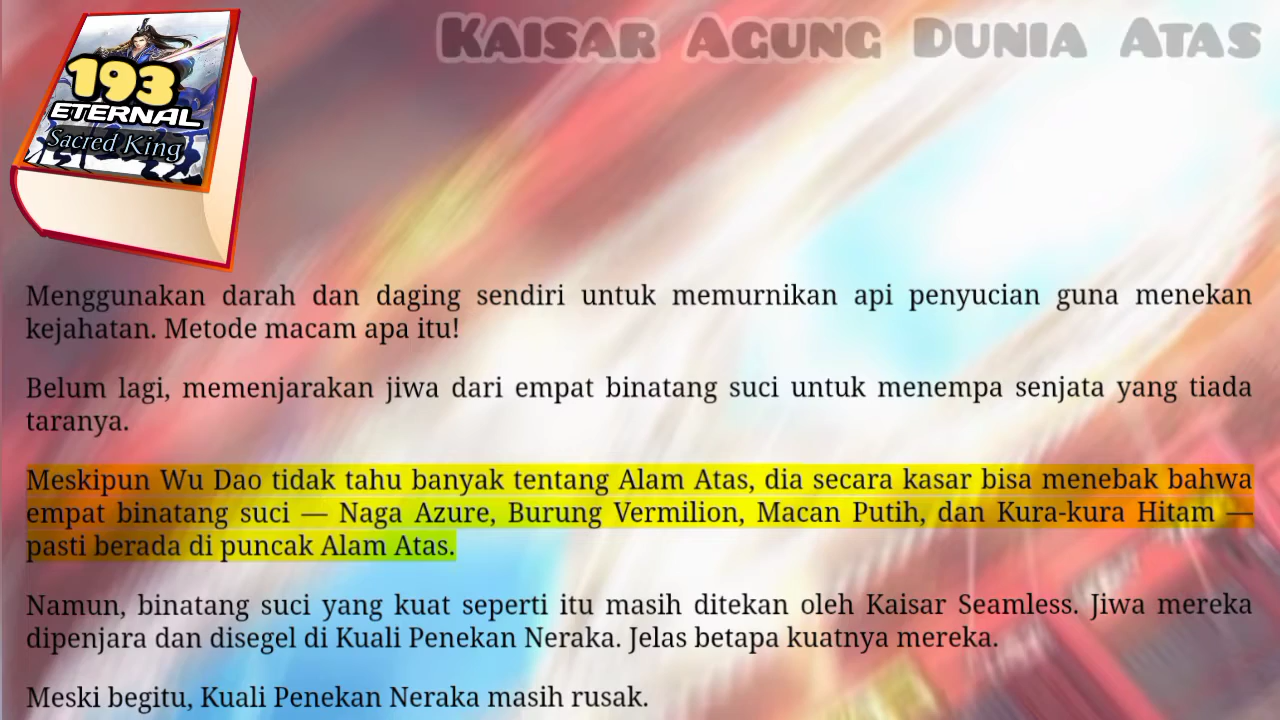 KAISAR AGUNG DUNIA ATAS
193
ETERNAL
Sacred King
Menggunakan darah dan daging sendiri untuk memurnikan api penyucian guna menekan
kejahatan. Metode macam apa itu!
Belum lagi, memenjarakan jiwa dari empat binatang suci untuk menempa senjata yang tiada
taranya.
Meskipun Wu Dao tidak tahu banyak tentang Alam Atas, dia secara kasar bisa menebak bahwa
empat binatang suci — Naga Azure, Burung Vermilion, Macan Putih, dan Kura-kura Hitam —
pasti berada di puncak Alam Atas.
Namun, binatang suci yang kuat seperti itu masih ditekan oleh Kaisar Seamless. Jiwa mereka
dipenjara dan disegel di Kuali Penekan Neraka. Jelas betapa kuatnya mereka.
Meski begitu, Kuali Penekan Neraka masih rusak.